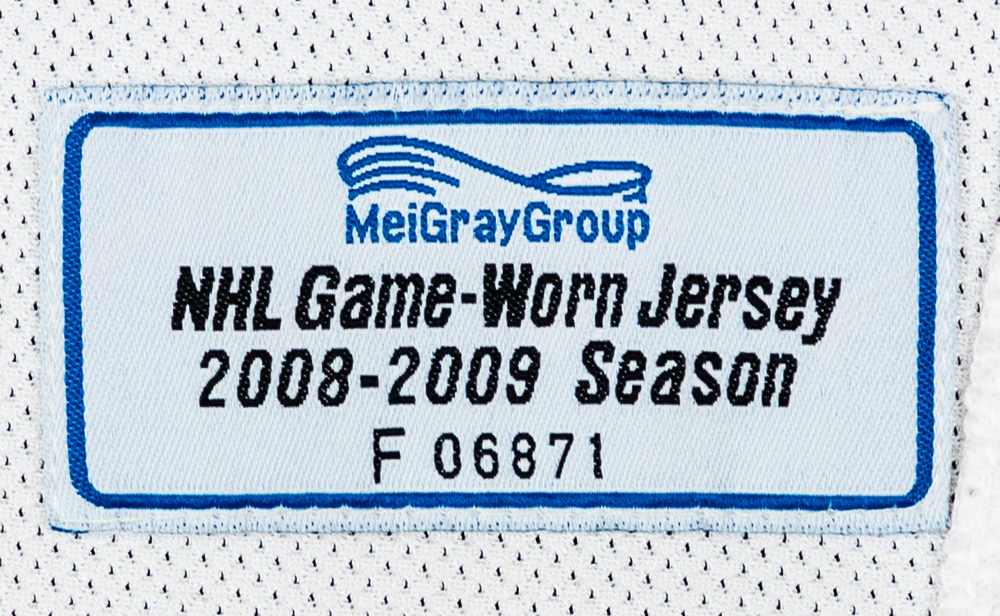 MeiGrayGroup
NHL Game-Worn Jersey
2008-2009 Season
F 06871